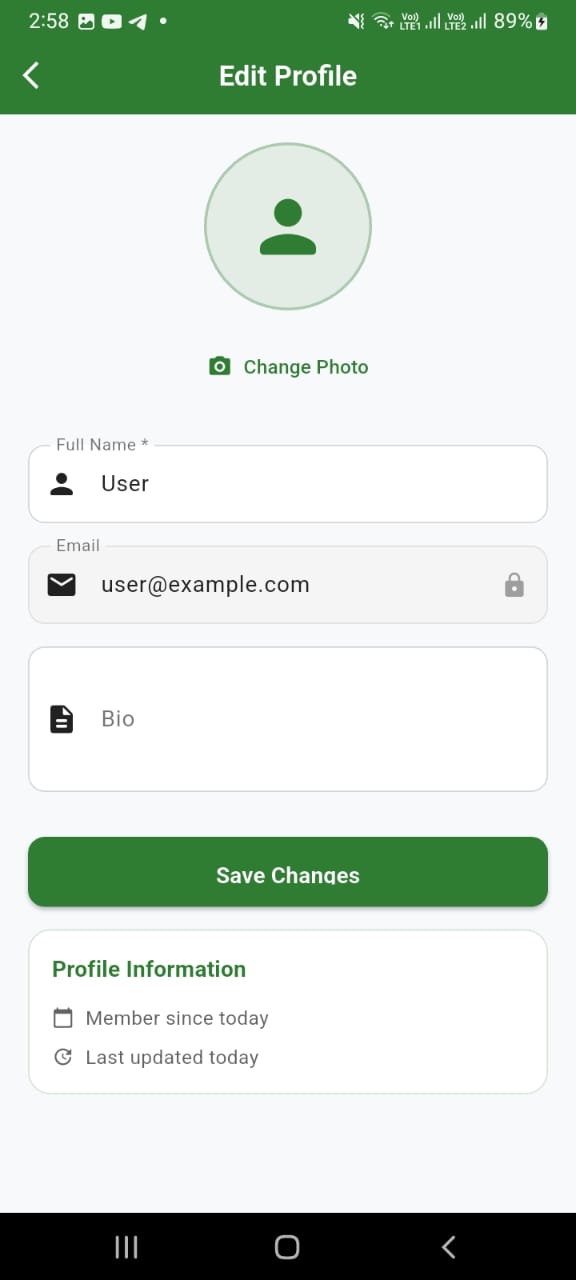 2:58
Vo)) LTE1 Vo)) LTE2 89%
Edit Profile
Change Photo
Full Name *
User
Email
user@example.com
Bio
Save Changes
Profile Information
Member since today
Last updated today